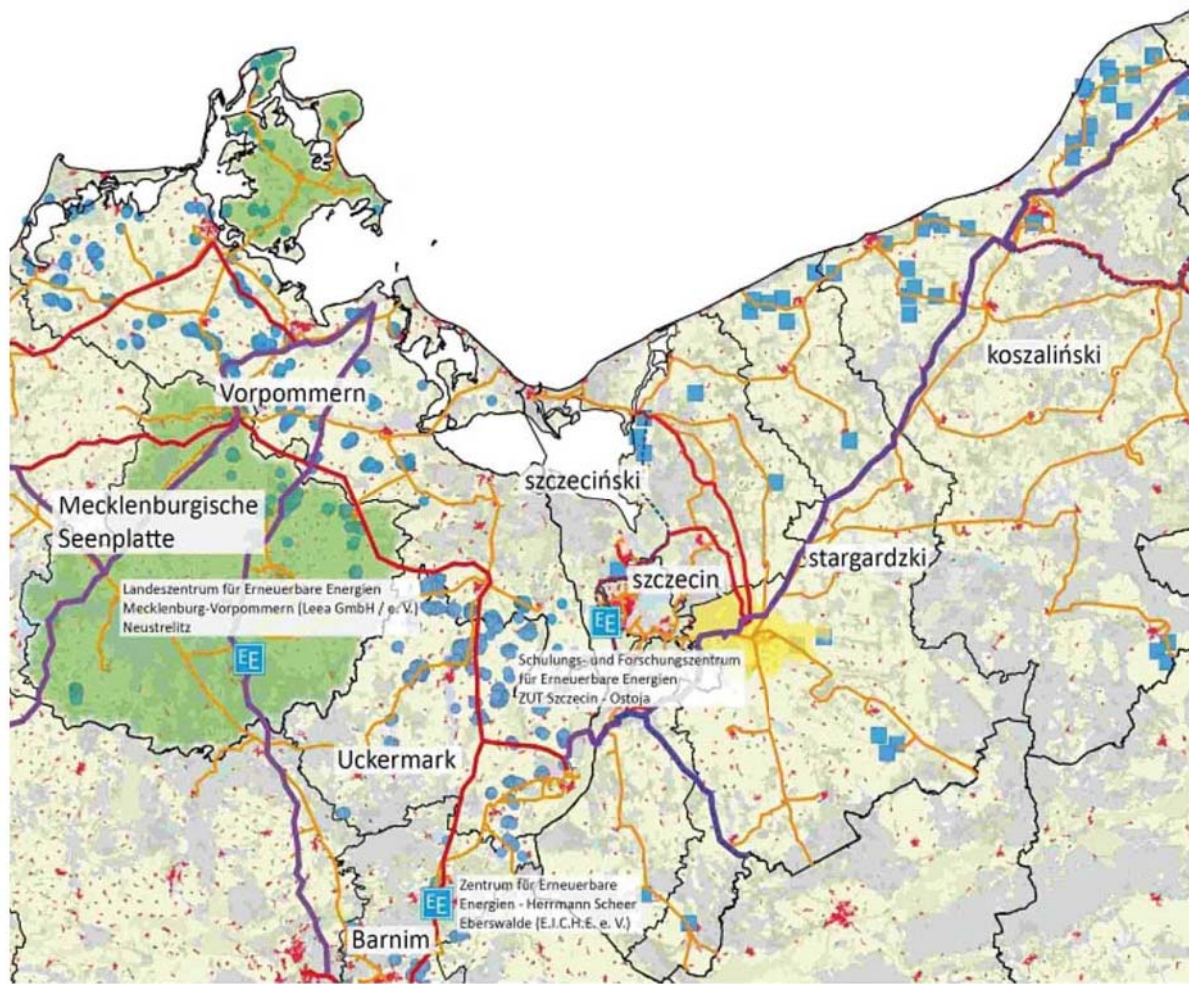 koszaliński
Vorpommern
szczeciński
Mecklenburgische
Seenplatte
stargardzki
szczecin
Landeszentrum für Erneuerbare Energien
Mecklenburg-Vorpommern (Leea GmbH / e. V.)
Neustrelitz
EE
EE
Schulungs- und Forschungszentrum
für Erneuerbare Energien
ZUT Szczecin - Ostoja
Uckermark
EE
Zentrum für Erneuerbare
Energien - Herrmann Scheer
Eberswalde (E.I.C.H.E. e. V.)
Barnim